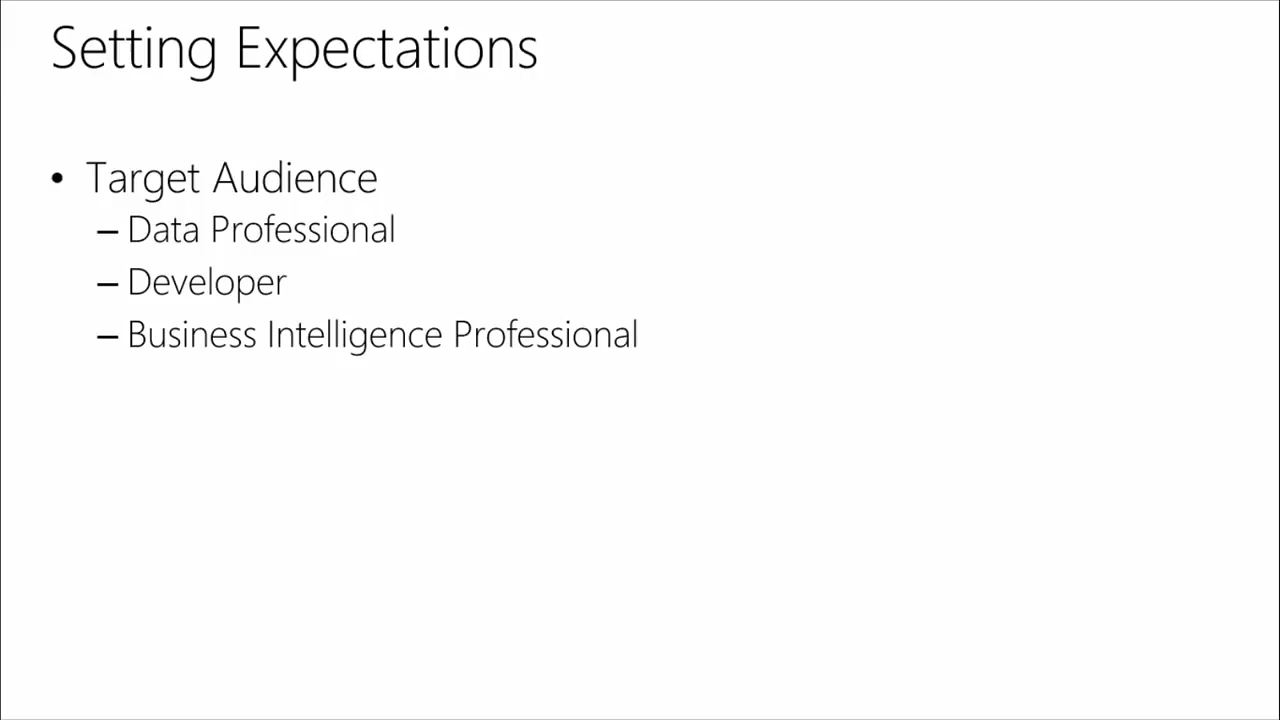 Setting Expectations
• Target Audience
– Data Professional
– Developer
– Business Intelligence Professional